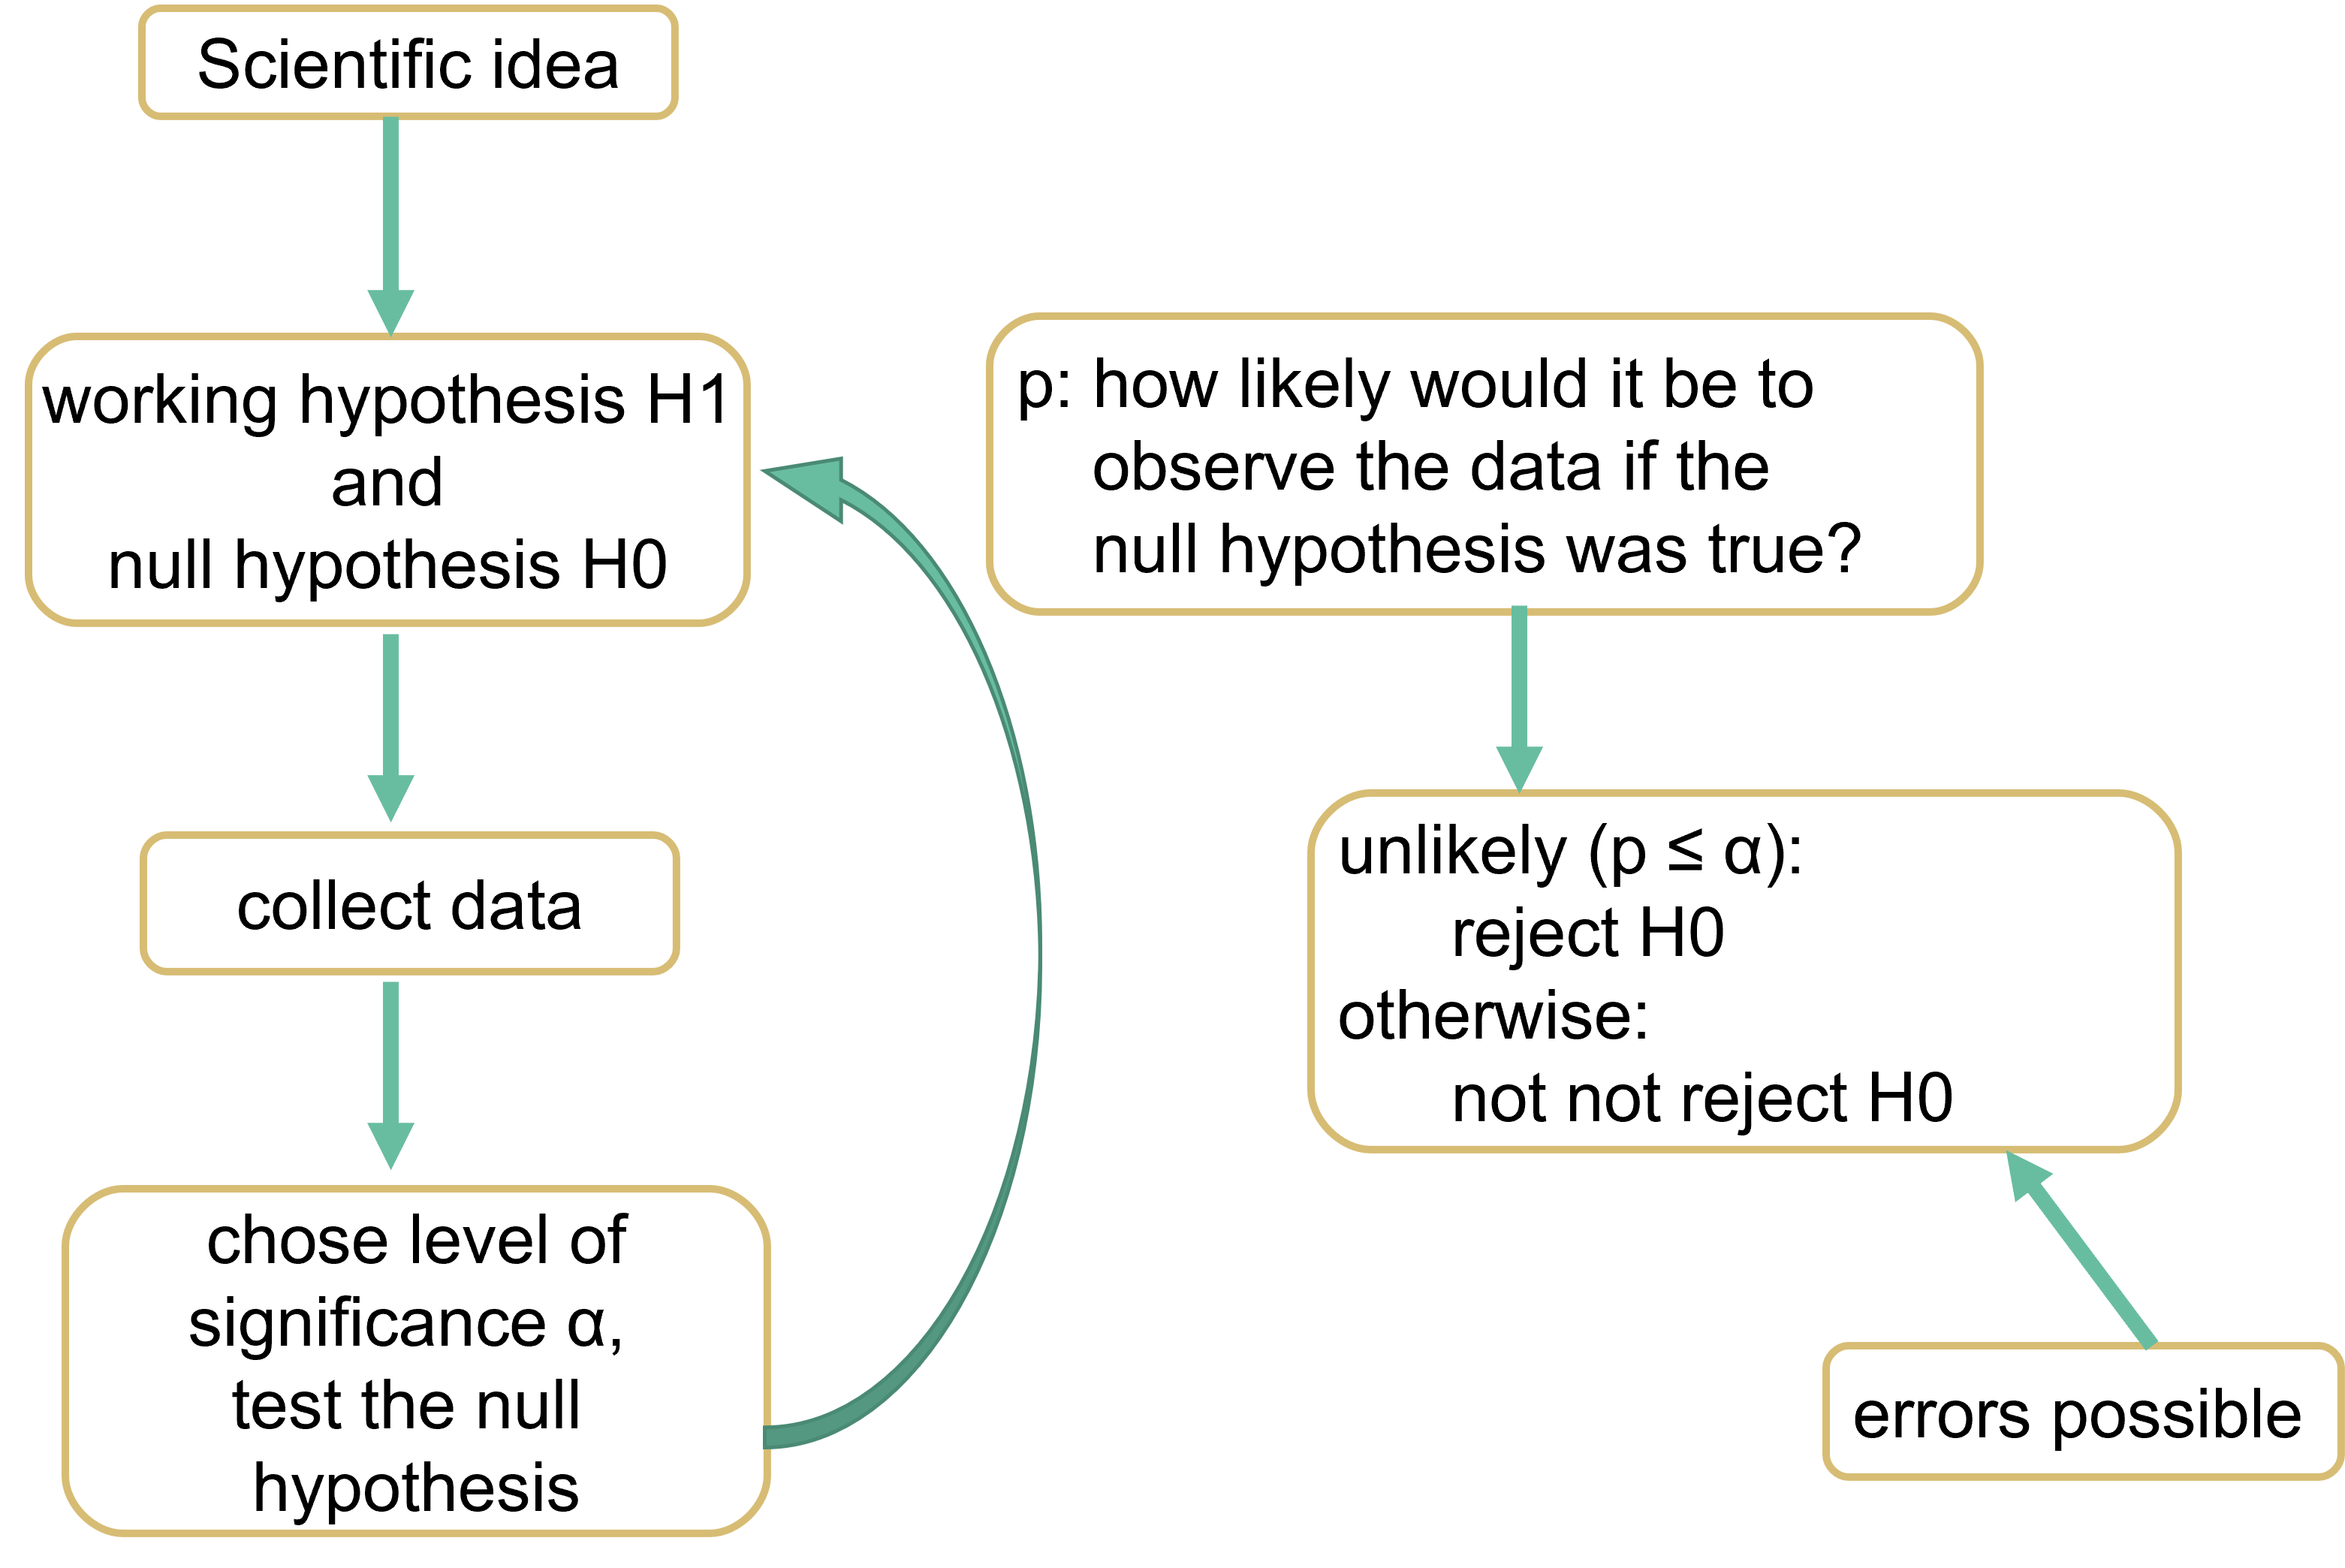 Scientific idea
working hypothesis H1
and
null hypothesis H0
collect data
chose level of
significance α,
test the null
hypothesis
p: how likely would it be to
observe the data if the
null hypothesis was true?
unlikely (p ≤ α):
reject H0
otherwise:
not not reject H0
errors possible